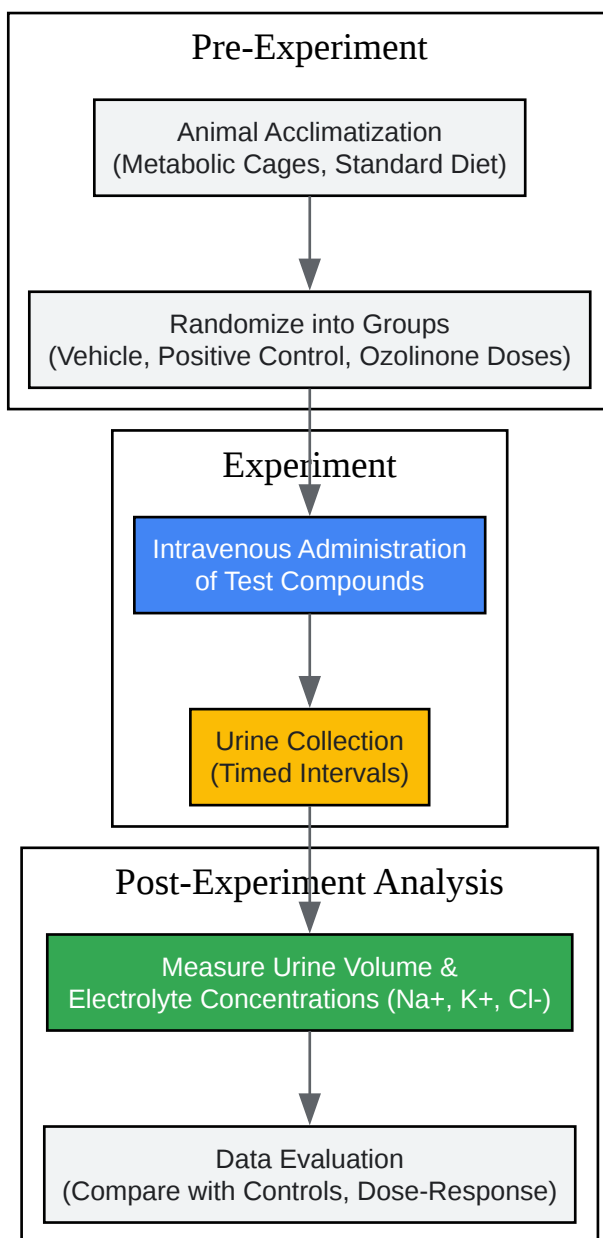 Pre-Experiment
Animal Acclimatization
(Metabolic Cages, Standard Diet)
Randomize into Groups
(Vehicle, Positive Control, Ozolinone Doses)
Experiment
Intravenous Administration
of Test Compounds
Urine Collection
(Timed Intervals)
Post-Experiment Analysis
Measure Urine Volume &
Electrolyte Concentrations (Na+, K+, Cl-)
Data Evaluation
(Compare with Controls, Dose-Response)